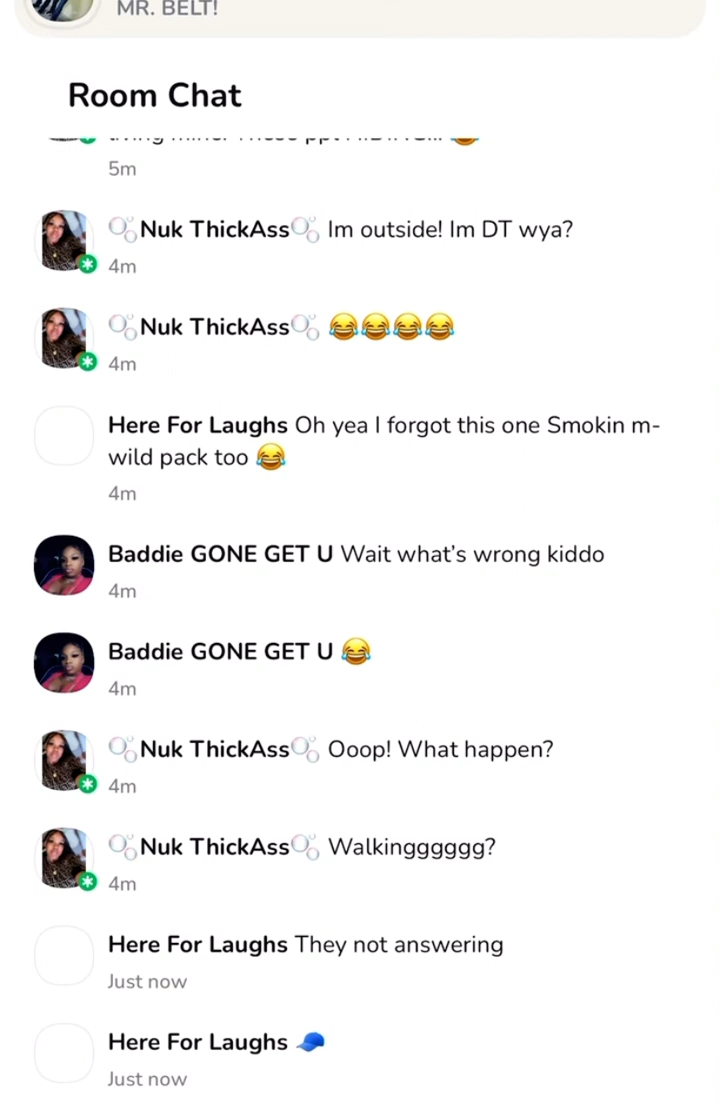 MR. BELT!
Room Chat
5m
🫧Nuk ThickAss🫧 Im outside! Im DT wya?
4m
🫧Nuk ThickAss🫧 😂😂😂😂
4m
Here For Laughs Oh yea I forgot this one Smokin m-
wild pack too 😂
4m
Baddie GONE GET U Wait what's wrong kiddo
4m
Baddie GONE GET U 😂
4m
🫧Nuk ThickAss🫧 Ooop! What happen?
4m
🫧Nuk ThickAss🫧 Walkingggggg?
4m
Here For Laughs They not answering
Just now
Here For Laughs 🧢
Just now